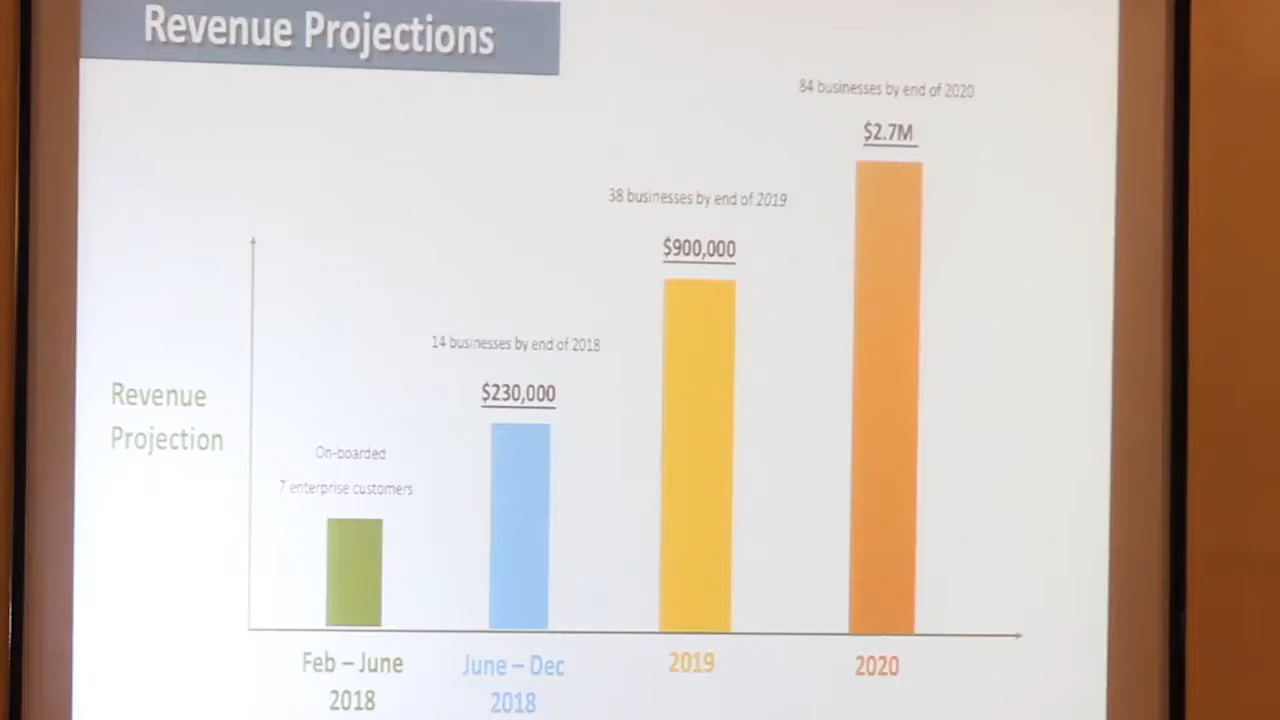 Revenue Projections
84 businesses by end of 2020
$2.7M
38 businesses by end of 2019
$900,000
14 businesses by end of 2018
$230,000
Revenue
Projection
On-boarded
7 enterprise customers
Feb – June
2018
June – Dec
2018
2019
2020